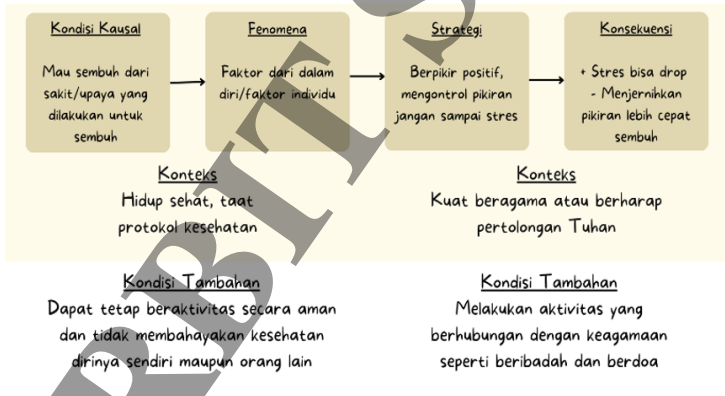 Kondisi Kausal
Mau sembuh dari
sakit/upaya yang
dilakukan untuk
sembuh
Fenomena
Faktor dari dalam
diri/faktor individu
Strategi
Berpikir positif,
mengontrol pikiran
jangan sampai stres
Konsekuensi
+ Stres bisa drop
- Menjernihkan
pikiran lebih cepat
sembuh
Konteks
Hidup sehat, taat
protokol kesehatan
Konteks
Kuat beragama atau berharap
pertolongan Tuhan
Kondisi Tambahan
Dapat tetap beraktivitas secara aman
dan tidak membahayakan kesehatan
dirinya sendiri maupun orang lain
Kondisi Tambahan
Melakukan aktivitas yang
berhubungan dengan keagamaan
seperti beribadah dan berdoa